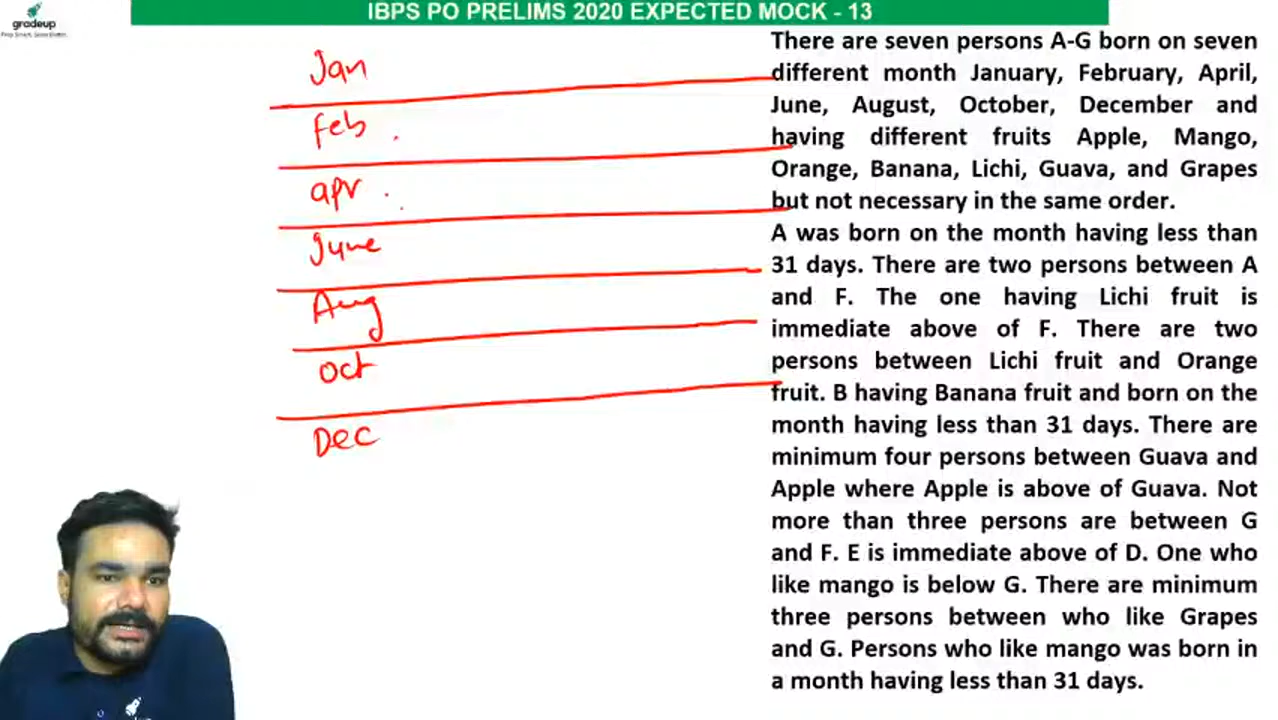 gradeup
IBPS PO PRELIMS 2020 EXPECTED MOCK - 13
Jan
Feb
apr
June
Aug
Oct
Dec
There are seven persons A-G born on seven
different month January, February, April,
June, August, October, December and
having different fruits Apple, Mango,
Orange, Banana, Lichi, Guava, and Grapes
but not necessary in the same order.
A was born on the month having less than
31 days. There are two persons between A
and F. The one having Lichi fruit is
immediate above of F. There are two
persons between Lichi fruit and Orange
fruit. B having Banana fruit and born on the
month having less than 31 days. There are
minimum four persons between Guava and
Apple where Apple is above of Guava. Not
more than three persons are between G
and F. E is immediate above of D. One who
like mango is below G. There are minimum
three persons between who like Grapes
and G. Persons who like mango was born in
a month having less than 31 days.